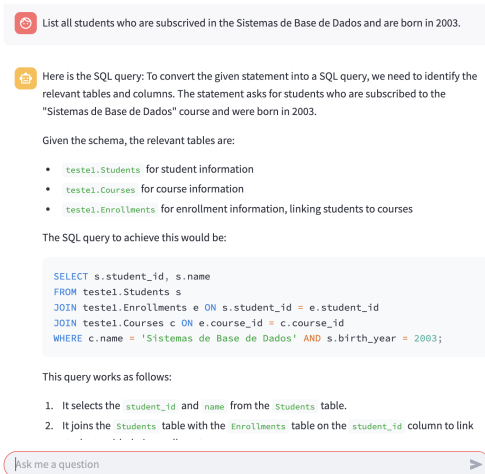 List all students who are subscrived in the Sistemas de Base de Dados and are born in 2003.
Here is the SQL query: To convert the given statement into a SQL query, we need to identify the
relevant tables and columns. The statement asks for students who are subscribed to the
"Sistemas de Base de Dados" course and were born in 2003.
Given the schema, the relevant tables are:
• teste1.Students for student information
• teste1.Courses for course information
• teste1.Enrollments for enrollment information, linking students to courses
The SQL query to achieve this would be:
SELECT s.student_id, s.name
FROM teste1.Students s
JOIN teste1.Enrollments e ON s.student_id = e.student_id
JOIN teste1.Courses c ON e.course_id = c.course_id
WHERE c.name = 'Sistemas de Base de Dados' AND s.birth_year = 2003;
This query works as follows:
1. It selects the student_id and name from the Students table.
2. It joins the Students table with the Enrollments table on the student_id column to link
Ask me a question